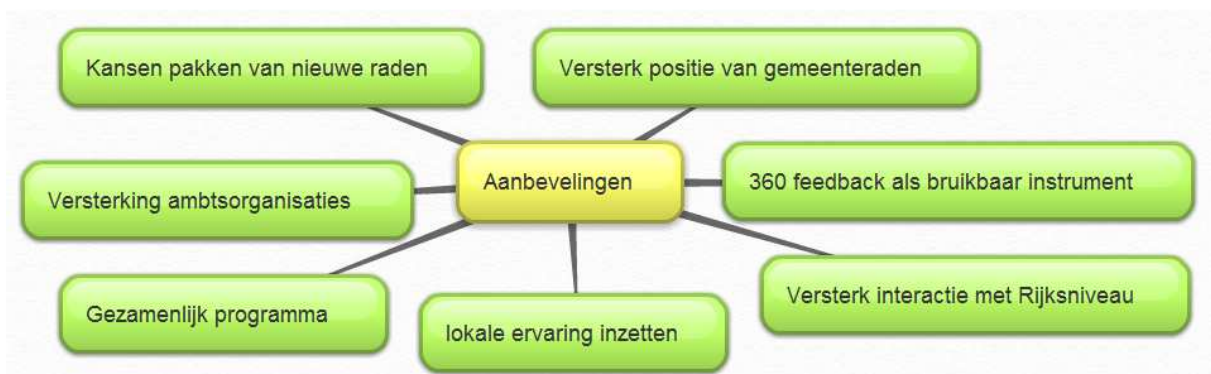 Kansen pakken van nieuwe raden
Versterk positie van gemeenteraden
Aanbevelingen
360 feedback als bruikbaar instrument
Versterking ambtsorganisaties
Versterk interactie met Rijksniveau
Gezamenlijk programma
lokale ervaring inzetten